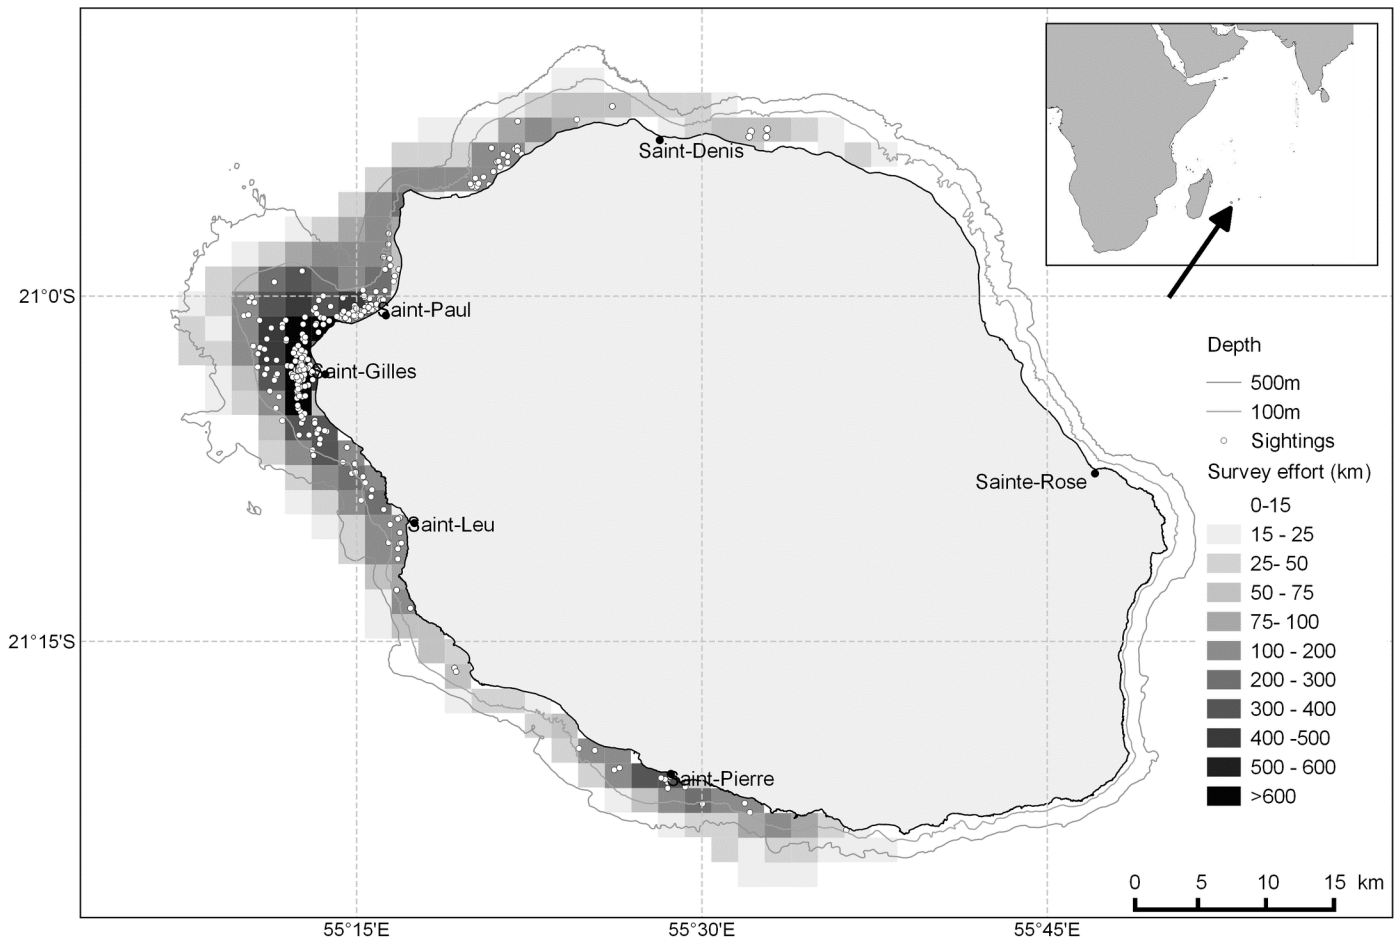 Saint-Denis
21°0'S
Saint-Paul
Saint-Gilles
Sainte-Rose
Saint-Leu
21°15'S
Saint-Pierre
Depth
500m
100m
Sightings
Survey effort (km)
0-15
15 - 25
25- 50
50 - 75
75- 100
100 - 200
200 - 300
300 - 400
400 -500
500 - 600
>600
0 5 10 15 km
55°15'E 55°30'E 55°45'E